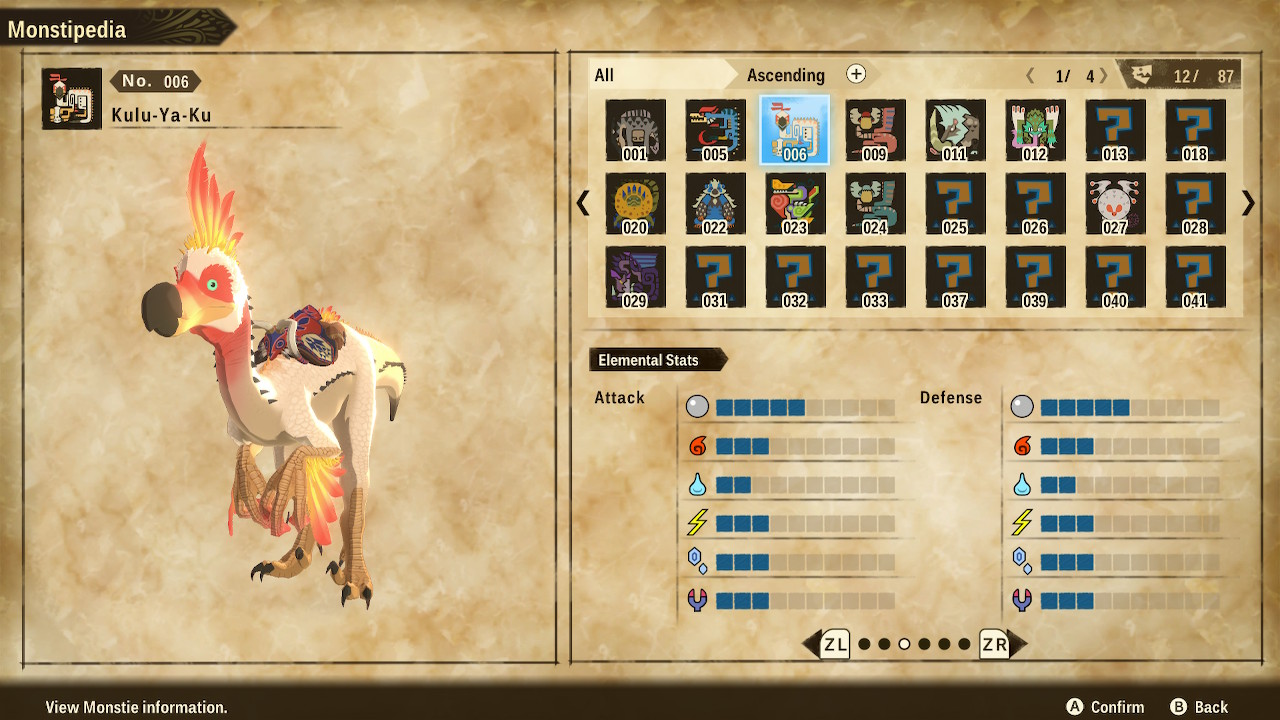 Monstipedia
No. 006
Kulu-Ya-Ku
All
Ascending
1/ 4
12/ 87
001 005 006 009 011 012 013 018
020 022 023 024 025 026 027 028
029 031 032 033 037 039 040 041
Elemental Stats
Attack
Defense
ZL
ZR
View Monstie information.
A Confirm
B Back